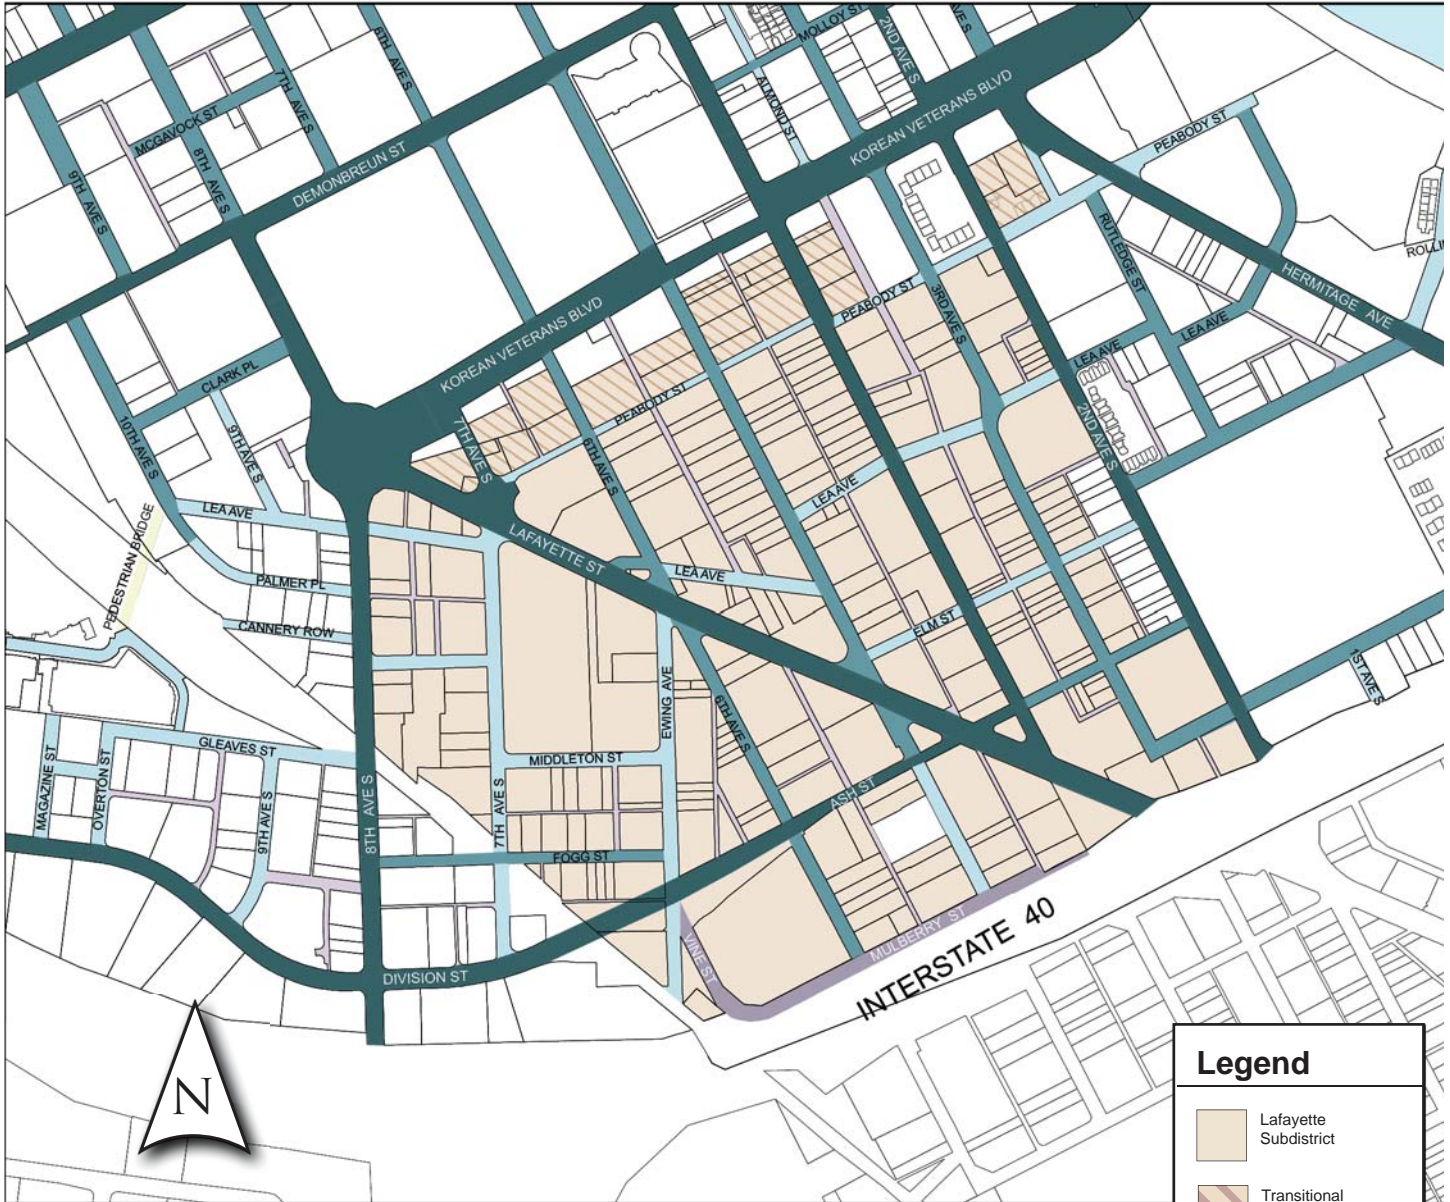 MOLLOY ST
2ND AVE S
AVE S
6TH AVE S
7TH AVE S
ALMOND ST
KOREAN VETERANS BLVD
MCGAVOCK ST
8TH AVE S
DEMONBREUN ST
PEABODY ST
9TH AVE S
RUTLEDGE ST
ROLLI
HERMITAGE AVE
KOREAN VETERANS BLVD
PEABODY ST
3RD AVE S
LEA AVE
LEA AVE
CLARK PL
PEABODY ST
2ND AVE S
10TH AVE S
9TH AVE S
7TH AVE S
6TH AVE S
LEA AVE
LEA AVE
LAFAYETTE ST
PEDESTRIAN BRIDGE
LEA AVE
PALMER PL
CANNERY ROW
ELM ST
1ST AVE S
EWING AVE
6TH AVE S
GLEAVES ST
MIDDLETON ST
MAGAZINE ST
OVERTON ST
9TH AVE S
8TH AVE S
7TH AVE S
ASH ST
FOGG ST
VINE ST
MULBERRY ST
INTERSTATE 40
DIVISION ST
N
Legend
Lafayette
Subdistrict
Transitional